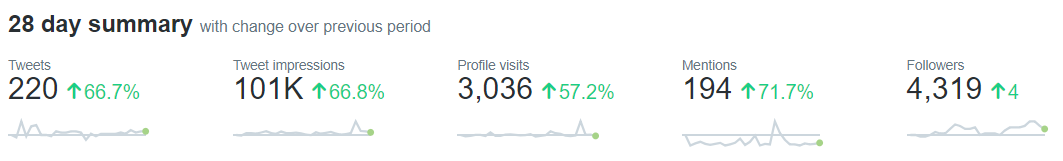 28 day summary with change over previous period
Tweets
220 ↑66.7%
Tweet impressions
101K ↑66.8%
Profile visits
3,036 ↑57.2%
Mentions
194 ↑71.7%
Followers
4,319 ↑4